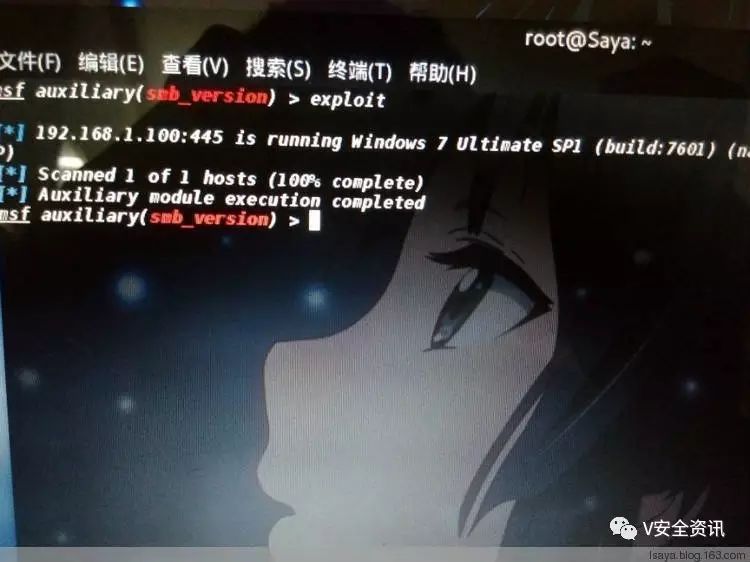 root@Saya: ~
文件(F) 编辑(E) 查看(V) 搜索(S) 终端(T) 帮助(H)
msf auxiliary(smb_version) > exploit
[*] 192.168.1.100:445 is running Windows 7 Ultimate SP1 (build:7601) (na
P)
[*] Scanned 1 of 1 hosts (100% complete)
[*] Auxiliary module execution completed
msf auxiliary(smb_version) >
V安全资讯
lsaya.blog.163.com